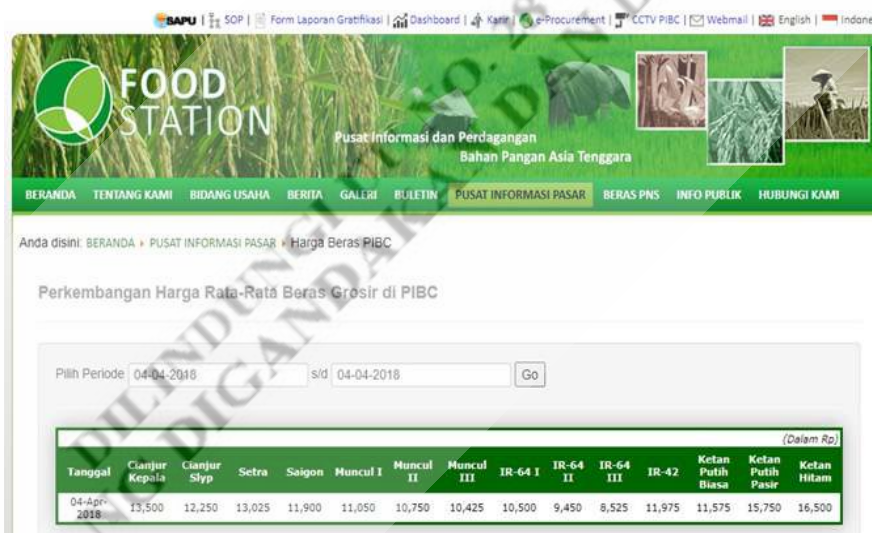 SAPU | SOP | Form Laporan Gratifikasi | Dashboard | Karir | e-Procurement | CCTV PIBC | Webmail | English | Indone
FOOD
STATION
Pusat Informasi dan Perdagangan
Bahan Pangan Asia Tenggara
BERANDA TENTANG KAMI BIDANG USAHA BERITA GALERI BULETIN PUSAT INFORMASI PASAR BERAS PNS INFO PUBLIK HUBUNGI KAMI
Anda disini: BERANDA PUSAT INFORMASI PASAR Harga Beras PIBC
Perkembangan Harga Rata-Rata Beras Grosir di PIBC
Pilih Periode 04-04-2018 s/d 04-04-2018 Go
(Dalam Rp)
Tanggal Cianjur Kepala Cianjur Slyp Setra Saigon Muncul I Muncul II Muncul III IR-64 I IR-64 II IR-64 III IR-42 Ketan Putih Biasa Ketan Putih Pasir Ketan Hitam
04-Apr-2018 13,500 12,250 13,025 11,900 11,050 10,750 10,425 10,500 9,450 8,525 11,975 11,575 15,750 16,500
DILINDUNGI NO. 28
NG DIGANDAKAN DAN